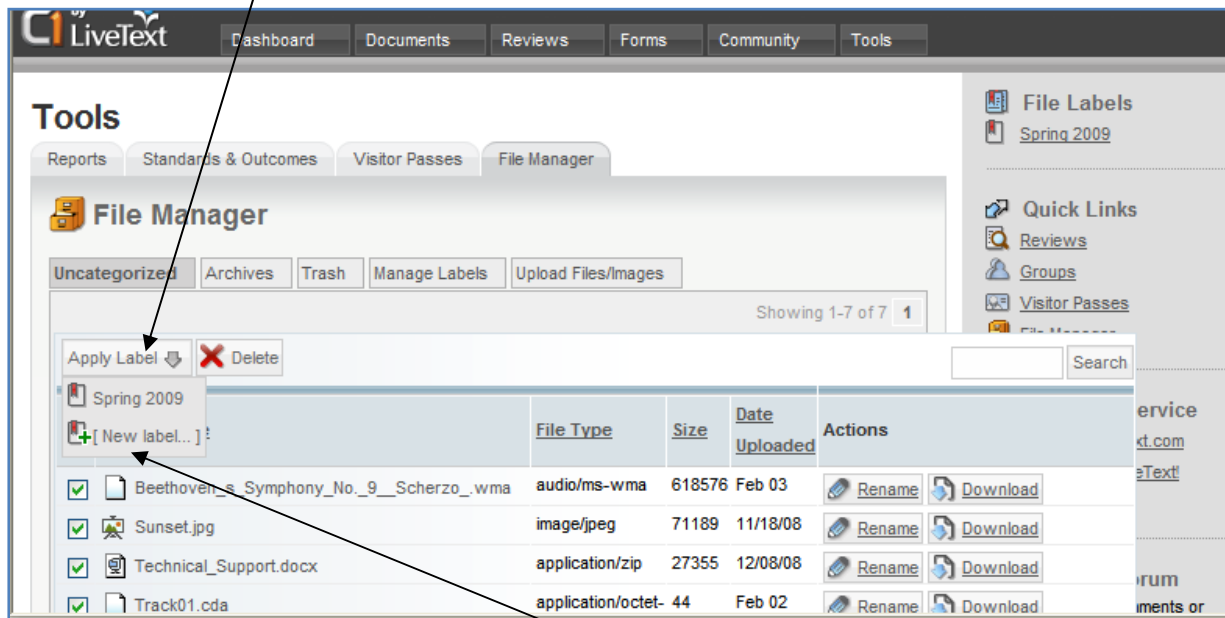 C1 by LiveText
Dashboard Documents Reviews Forms Community Tools
Tools
Reports Standards & Outcomes Visitor Passes File Manager
File Manager
Uncategorized Archives Trash Manage Labels Upload Files/Images
Showing 1-7 of 7 1
Apply Label Delete Search
Spring 2009
[ New label... ]
File Type Size Date Uploaded Actions
Beethoven_s_Symphony_No._9__Scherzo_.wma audio/ms-wma 618576 Feb 03 Rename Download
Sunset.jpg image/jpeg 71189 11/18/08 Rename Download
Technical_Support.docx application/zip 27355 12/08/08 Rename Download
Track01.cda application/octet- 44 Feb 02 Rename Download
File Labels
Spring 2009
Quick Links
Reviews
Groups
Visitor Passes
File Manager
ervice
xt.com
eText!
orum
ments or